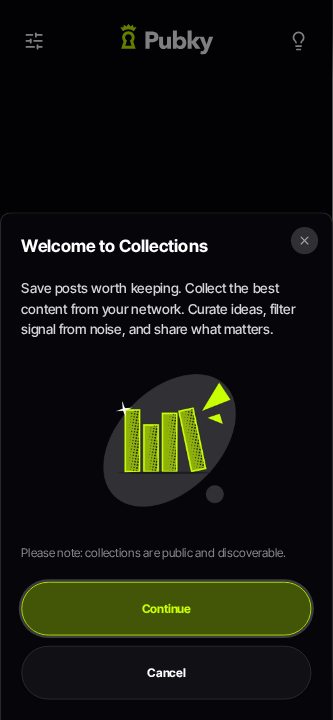 Pubky
Welcome to Collections
Save posts worth keeping. Collect the best
content from your network. Curate ideas, filter
signal from noise, and share what matters.
Please note: collections are public and discoverable.
Continue
Cancel